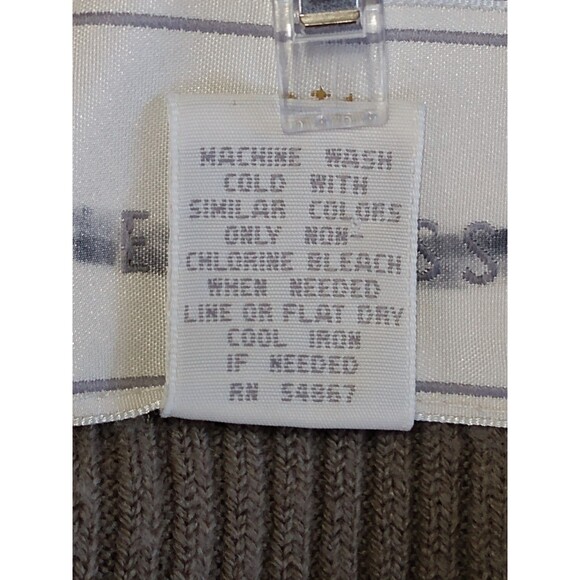 MACHINE WASH
COLD WITH
SIMILAR COLORS
ONLY NON-
CHLORINE BLEACH
WHEN NEEDED
LINE OR FLAT DRY
COOL IRON
IF NEEDED
RN 54867
E SS